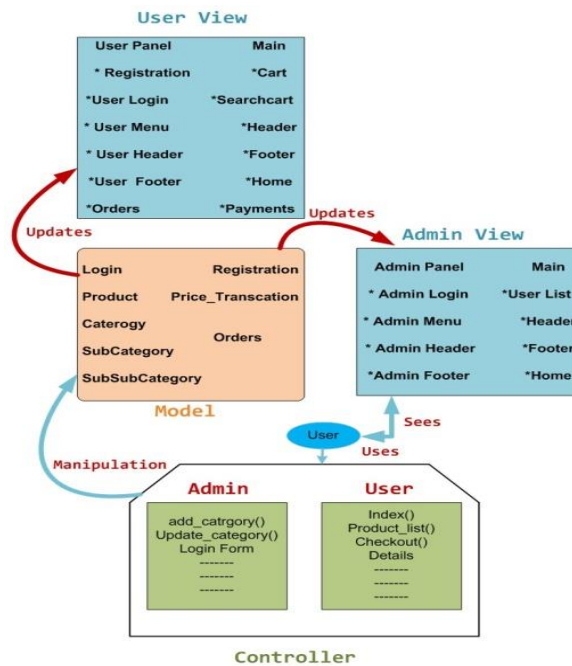 User View
User Panel Main
* Registration *Cart
*User Login *Searchcart
* User Menu *Header
* User Header *Footer
*User Footer *Home
*Orders *Payments
Updates
Updates
Admin View
Login Registration
Product Price_Transcation
Caterogy
Orders
SubCategory
SubSubCategory
Model
Admin Panel Main
* Admin Login *User List
* Admin Menu *Header
* Admin Header *Footer
*Admin Footer *Home
Sees
User
Uses
Manipulation
Admin
add_catrgory()
Update_category()
Login Form
-------
-------
-------
User
Index()
Product_list()
Checkout()
Details
-------
-------
-------
Controller